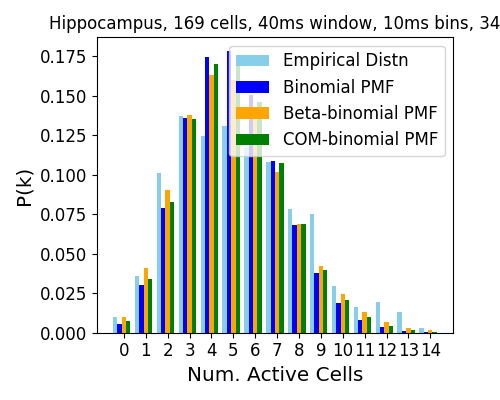 Hippocampus, 169 cells, 40ms window, 10ms bins, 34
P(k)
0.175
0.150
0.125
0.100
0.075
0.050
0.025
0.000
Empirical Distn
Binomial PMF
Beta-binomial PMF
COM-binomial PMF
0 1 2 3 4 5 6 7 8 9 10 11 12 13 14
Num. Active Cells